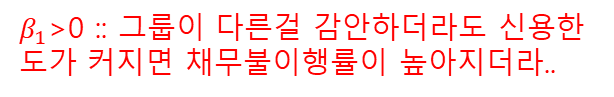 β₁>0 :: 그룹이 다른걸 감안하더라도 신용한
도가 커지면 채무불이행률이 높아지더라..